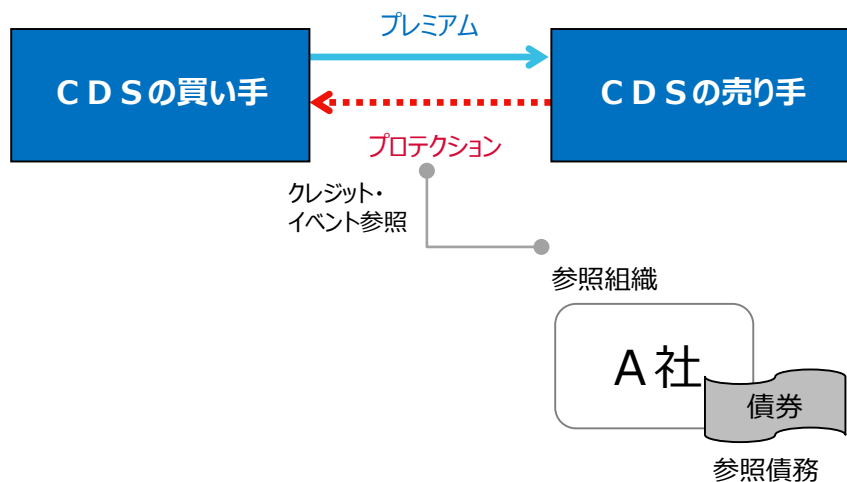 プレミアム
ＣＤＳの買い手
ＣＤＳの売り手
プロテクション
クレジット・
イベント参照
参照組織
Ａ社
債券
参照債務